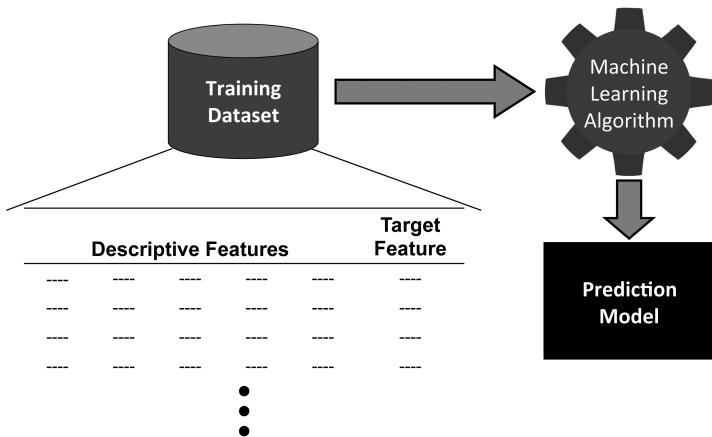 Training
Dataset
Machine
Learning
Algorithm
Descriptive Features
Target
Feature
---- ---- ---- ---- ---- ----
---- ---- ---- ---- ---- ----
---- ---- ---- ---- ---- ----
---- ---- ---- ---- ---- ----
Prediction
Model